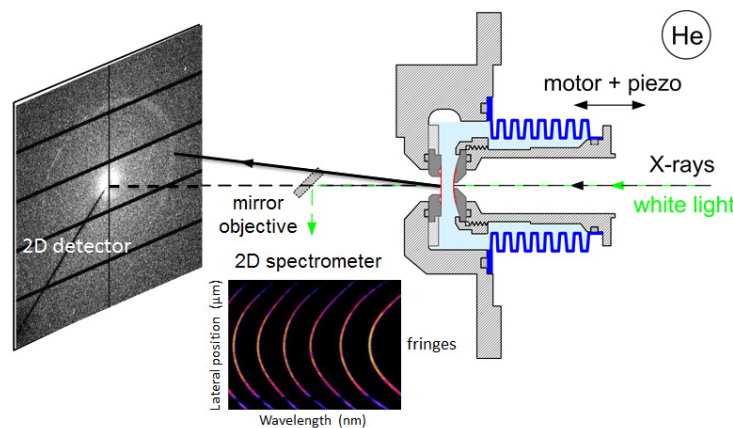 He
motor + piezo
X-rays
white light
mirror
objective
2D detector
2D spectrometer
Lateral position (µm)
fringes
Wavelength (nm)